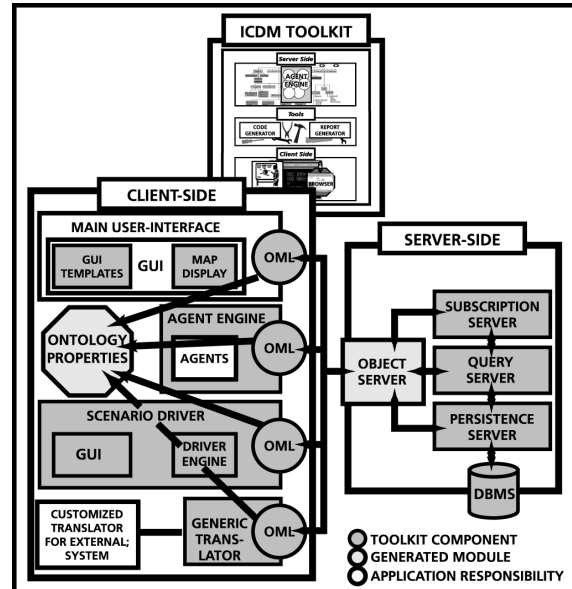 ICDM TOOLKIT
Server Side
AGENT
ENGINE
Tools
CODE
GENERATOR
REPORT
GENERATOR
Client Side
BROWSER
CLIENT-SIDE
MAIN USER-INTERFACE
GUI
TEMPLATES
GUI
MAP
DISPLAY
OML
ONTOLOGY
PROPERTIES
AGENT ENGINE
AGENTS
OML
SCENARIO DRIVER
GUI
DRIVER
ENGINE
OML
CUSTOMIZED
TRANSLATOR
FOR EXTERNAL;
SYSTEM
GENERIC
TRANS-
LATOR
OML
SERVER-SIDE
OBJECT
SERVER
SUBSCRIPTION
SERVER
QUERY
SERVER
PERSISTENCE
SERVER
DBMS
TOOLKIT COMPONENT
GENERATED MODULE
APPLICATION RESPONSIBILITY